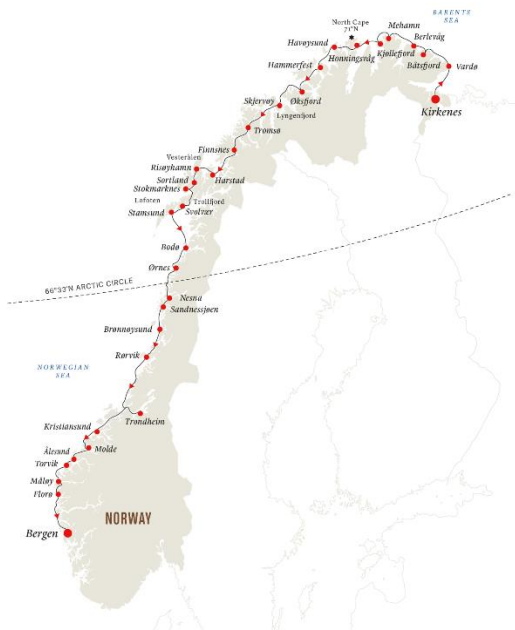 BARENTS
SEA
North Cape
71°N
Mehamn
Berlevåg
Havøysund
Honningsvåg
Kjøllefjord
Båtsfjord
Vardø
Hammerfest
Kirkenes
Øksfjord
Skjervøy
Lyngenfjord
Tromsø
Finnsnes
Vesterålen
Risøyhamn
Harstad
Sortland
Stokmarknes
Lofoten
Trollfjord
Svolvær
Stamsund
Bodø
Ørnes
66°33'N ARCTIC CIRCLE
Nesna
Sandnessjøen
Brønnøysund
Rørvik
NORWEGIAN
SEA
Trondheim
Kristiansund
Molde
Ålesund
Torvik
Måløy
Florø
NORWAY
Bergen